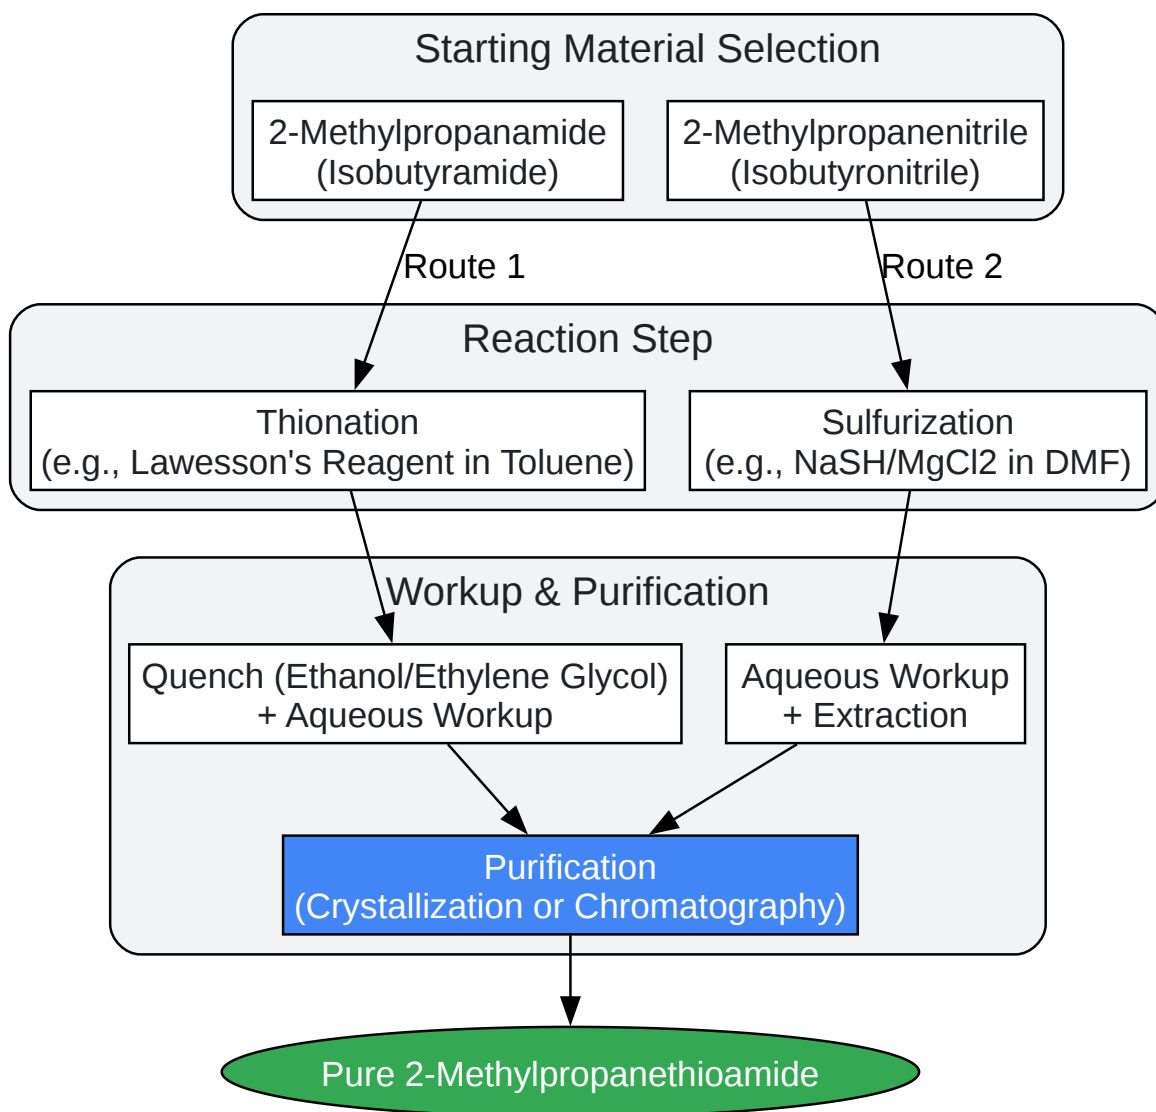 Starting Material Selection
2-Methylpropanamide
(Isobutyramide)
2-Methylpropanenitrile
(Isobutyronitrile)
Route 1
Route 2
Reaction Step
Thionation
(e.g., Lawesson's Reagent in Toluene)
Sulfurization
(e.g., NaSH/MgCl2 in DMF)
Workup & Purification
Quench (Ethanol/Ethylene Glycol)
+ Aqueous Workup
Aqueous Workup
+ Extraction
Purification
(Crystallization or Chromatography)
Pure 2-Methylpropanethioamide